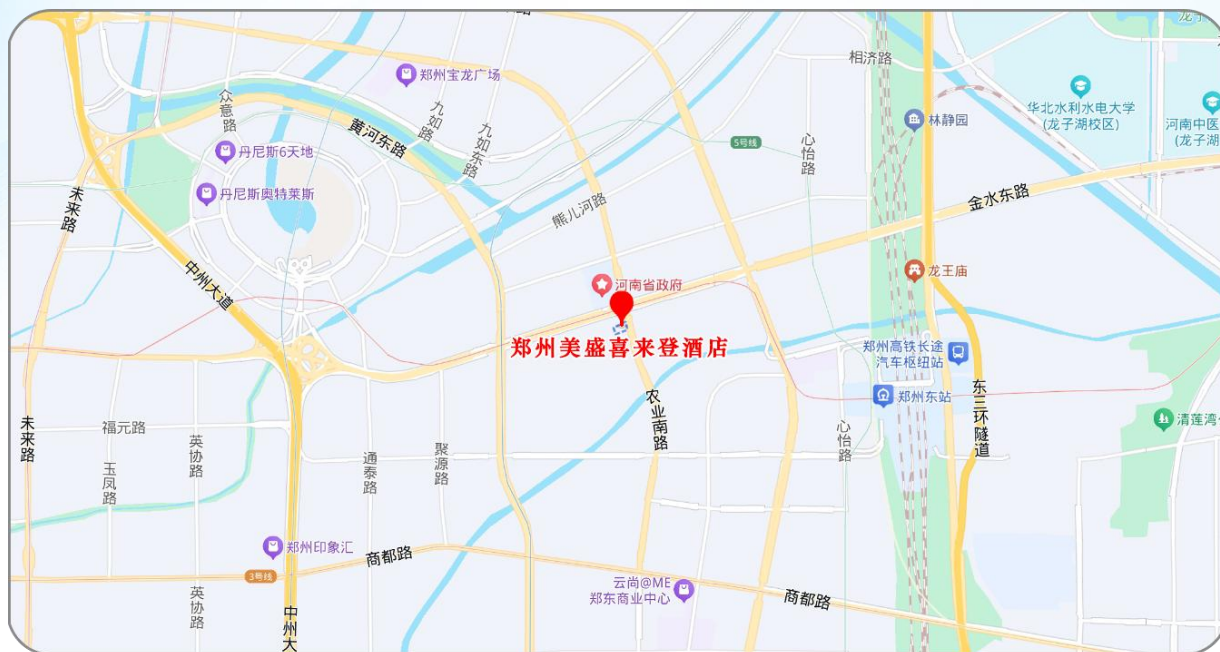 相济路
郑州宝龙广场
众意路
九如路
九如东路
黄河东路
华北水利水电大学
(龙子湖校区)
河南中医
(龙子湖
林静园
5号线
心怡路
丹尼斯6天地
丹尼斯奥特莱斯
未来路
熊儿河路
金水东路
中州大道
河南省政府
龙王庙
郑州美盛喜来登酒店
郑州高铁长途
汽车枢纽站
郑州东站
东三环隧道
农业南路
心怡路
清莲湾
未来路
福元路
英协路
玉凤路
通泰路
聚源路
郑州印象汇
商都路
3号线
英协路
中州大
云尚@ME
郑东商业中心
商都路